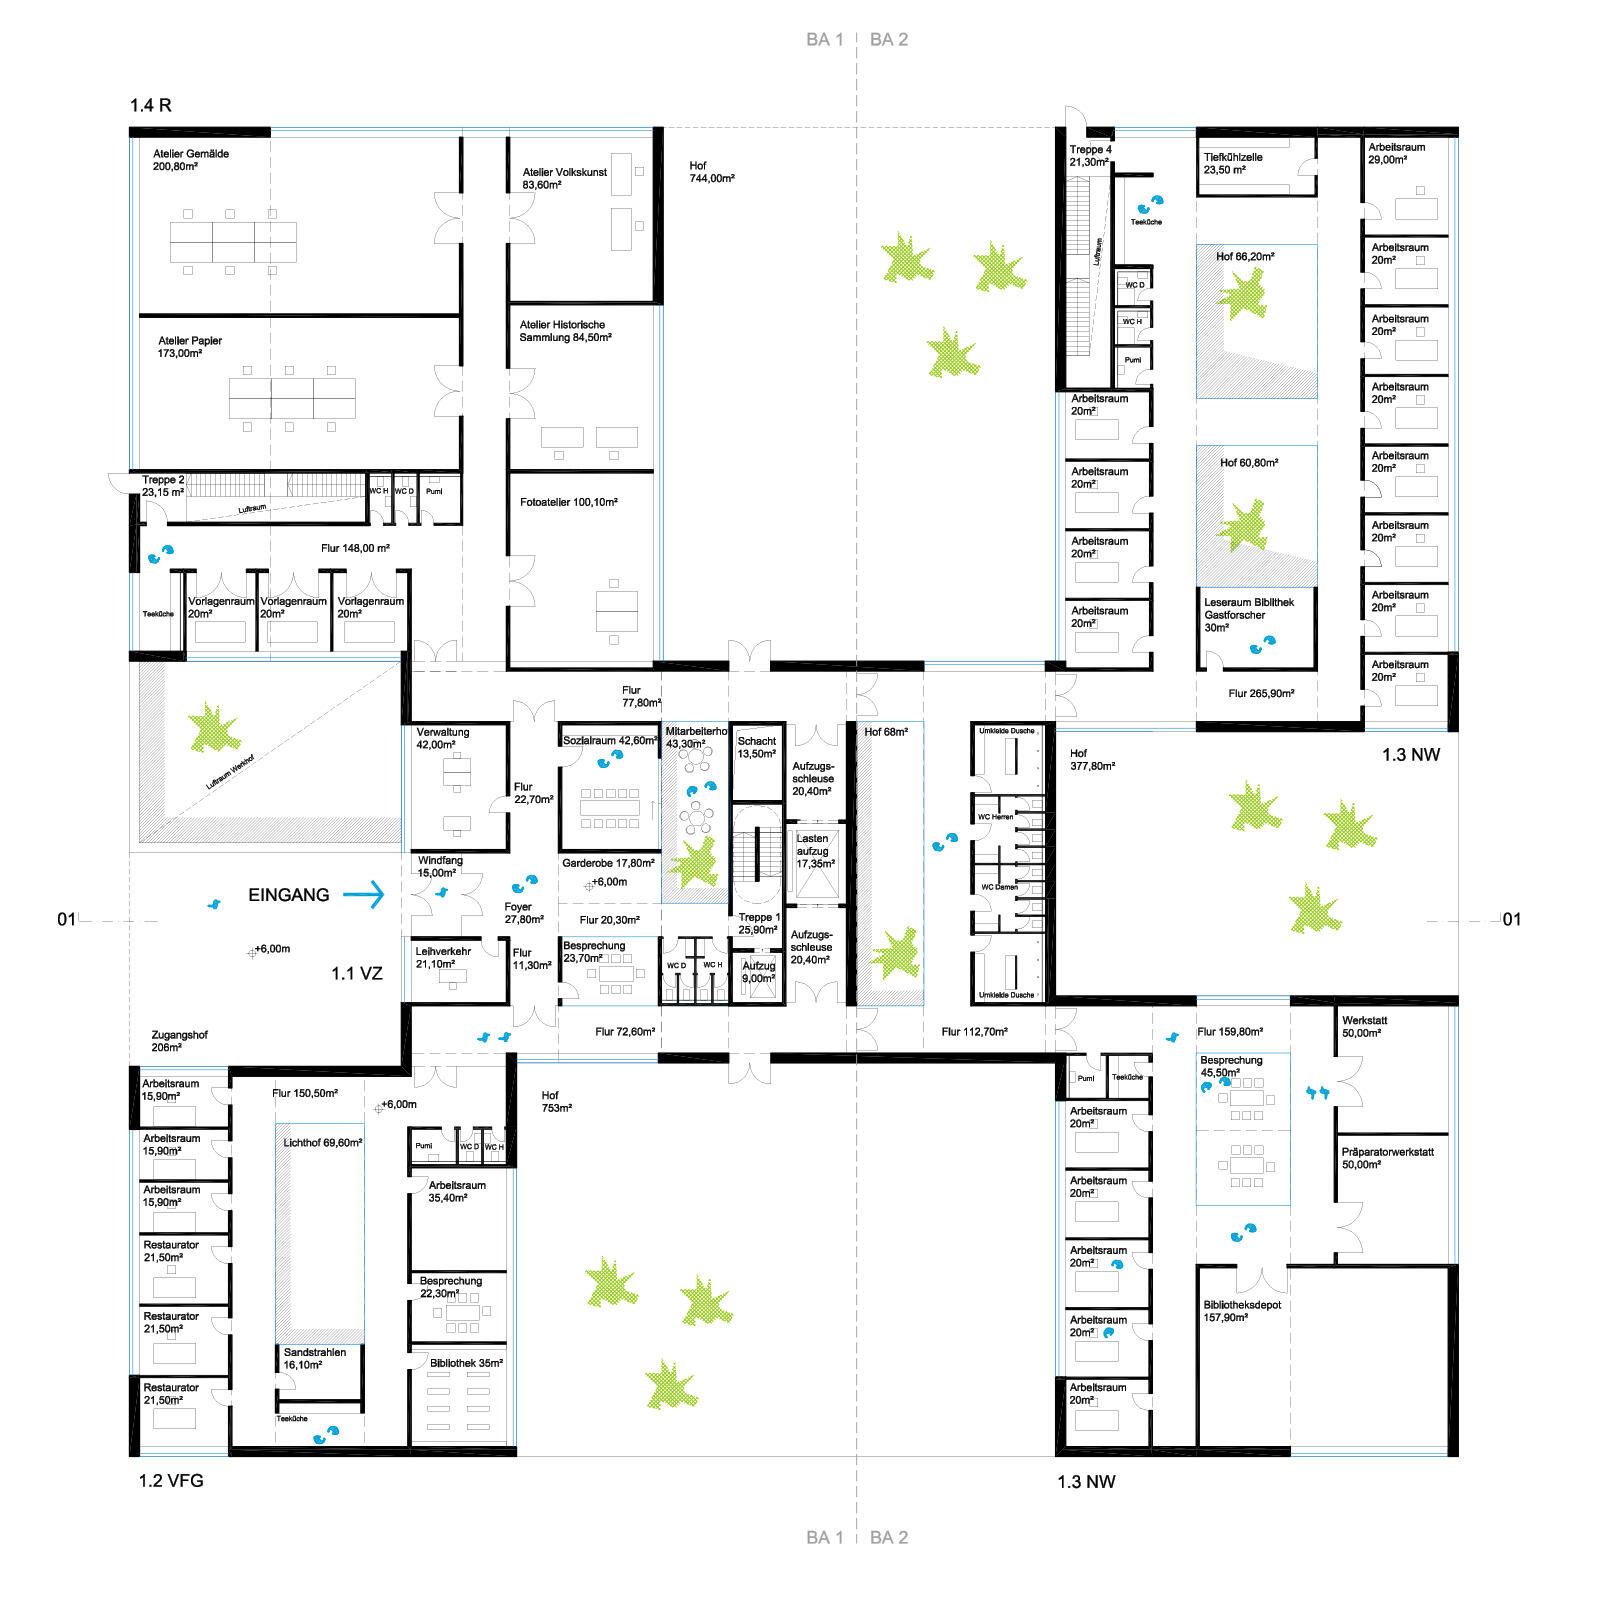 BA 1
BA 2
1.4 R
Atelier Gemälde
200,80m²
Atelier Volkskunst
83,60m²
Hof
744,00m²
Treppe 4
21,30m²
Luftraum
Teeküche
WC D
WC H
Pumi
Tiefkühlzelle
23,50 m²
Arbeitsraum
29,00m²
Hof 66,20m²
Arbeitsraum
20m²
Arbeitsraum
20m²
Arbeitsraum
20m²
Arbeitsraum
20m²
Arbeitsraum
20m²
Arbeitsraum
20m²
Arbeitsraum
20m²
Atelier Papier
173,00m²
Atelier Historische
Sammlung 84,50m²
Arbeitsraum
20m²
Arbeitsraum
20m²
Arbeitsraum
20m²
Arbeitsraum
20m²
Hof 60,80m²
Leseraum Biblithek
Gastforscher
30m²
Flur 265,90m²
Treppe 2
23,15 m²
Luftraum
WC H
WC D
Pumi
Fotoatelier 100,10m²
Flur 148,00 m²
Teeküche
Vorlagenraum
20m²
Vorlagenraum
20m²
Vorlagenraum
20m²
Luftraum Werkhof
Flur
77,80m²
Verwaltung
42,00m²
Flur
22,70m²
Sozialraum 42,60m²
Mitarbeiterhof
43,30m²
Schacht
13,50m²
Aufzugs-
schleuse
20,40m²
Hof 68m²
Umkleide Dusche
Hof
377,80m²
1.3 NW
WC Herren
Lasten
aufzug
17,35m²
WC Damen
Windfang
15,00m²
Garderobe 17,80m²
+6,00m
EINGANG
Foyer
27,80m²
Flur 20,30m²
Treppe 1
25,90m²
01
01
+6,00m
1.1 VZ
Leihverkehr
21,10m²
Flur
11,30m²
Besprechung
23,70m²
WC D
WC H
Aufzug
9,00m²
Aufzugs-
schleuse
20,40m²
Umkleide Dusche
Zugangshof
206m²
Flur 72,60m²
Flur 112,70m²
Flur 159,80m²
Werkstatt
50,00m²
Arbeitsraum
15,90m²
Flur 150,50m²
+6,00m
Hof
753m²
Pumi
Teeküche
Besprechung
45,50m²
Arbeitsraum
15,90m²
Lichthof 69,60m²
Pumi
WC D
WC H
Arbeitsraum
20m²
Präparatorwerkstatt
50,00m²
Arbeitsraum
15,90m²
Arbeitsraum
35,40m²
Arbeitsraum
20m²
Restaurator
21,50m²
Besprechung
22,30m²
Arbeitsraum
20m²
Restaurator
21,50m²
Arbeitsraum
20m²
Bibliotheksdepot
157,90m²
Sandstrahlen
16,10m²
Bibliothek 35m²
Restaurator
21,50m²
Arbeitsraum
20m²
Teeküche
1.2 VFG
1.3 NW
BA 1
BA 2